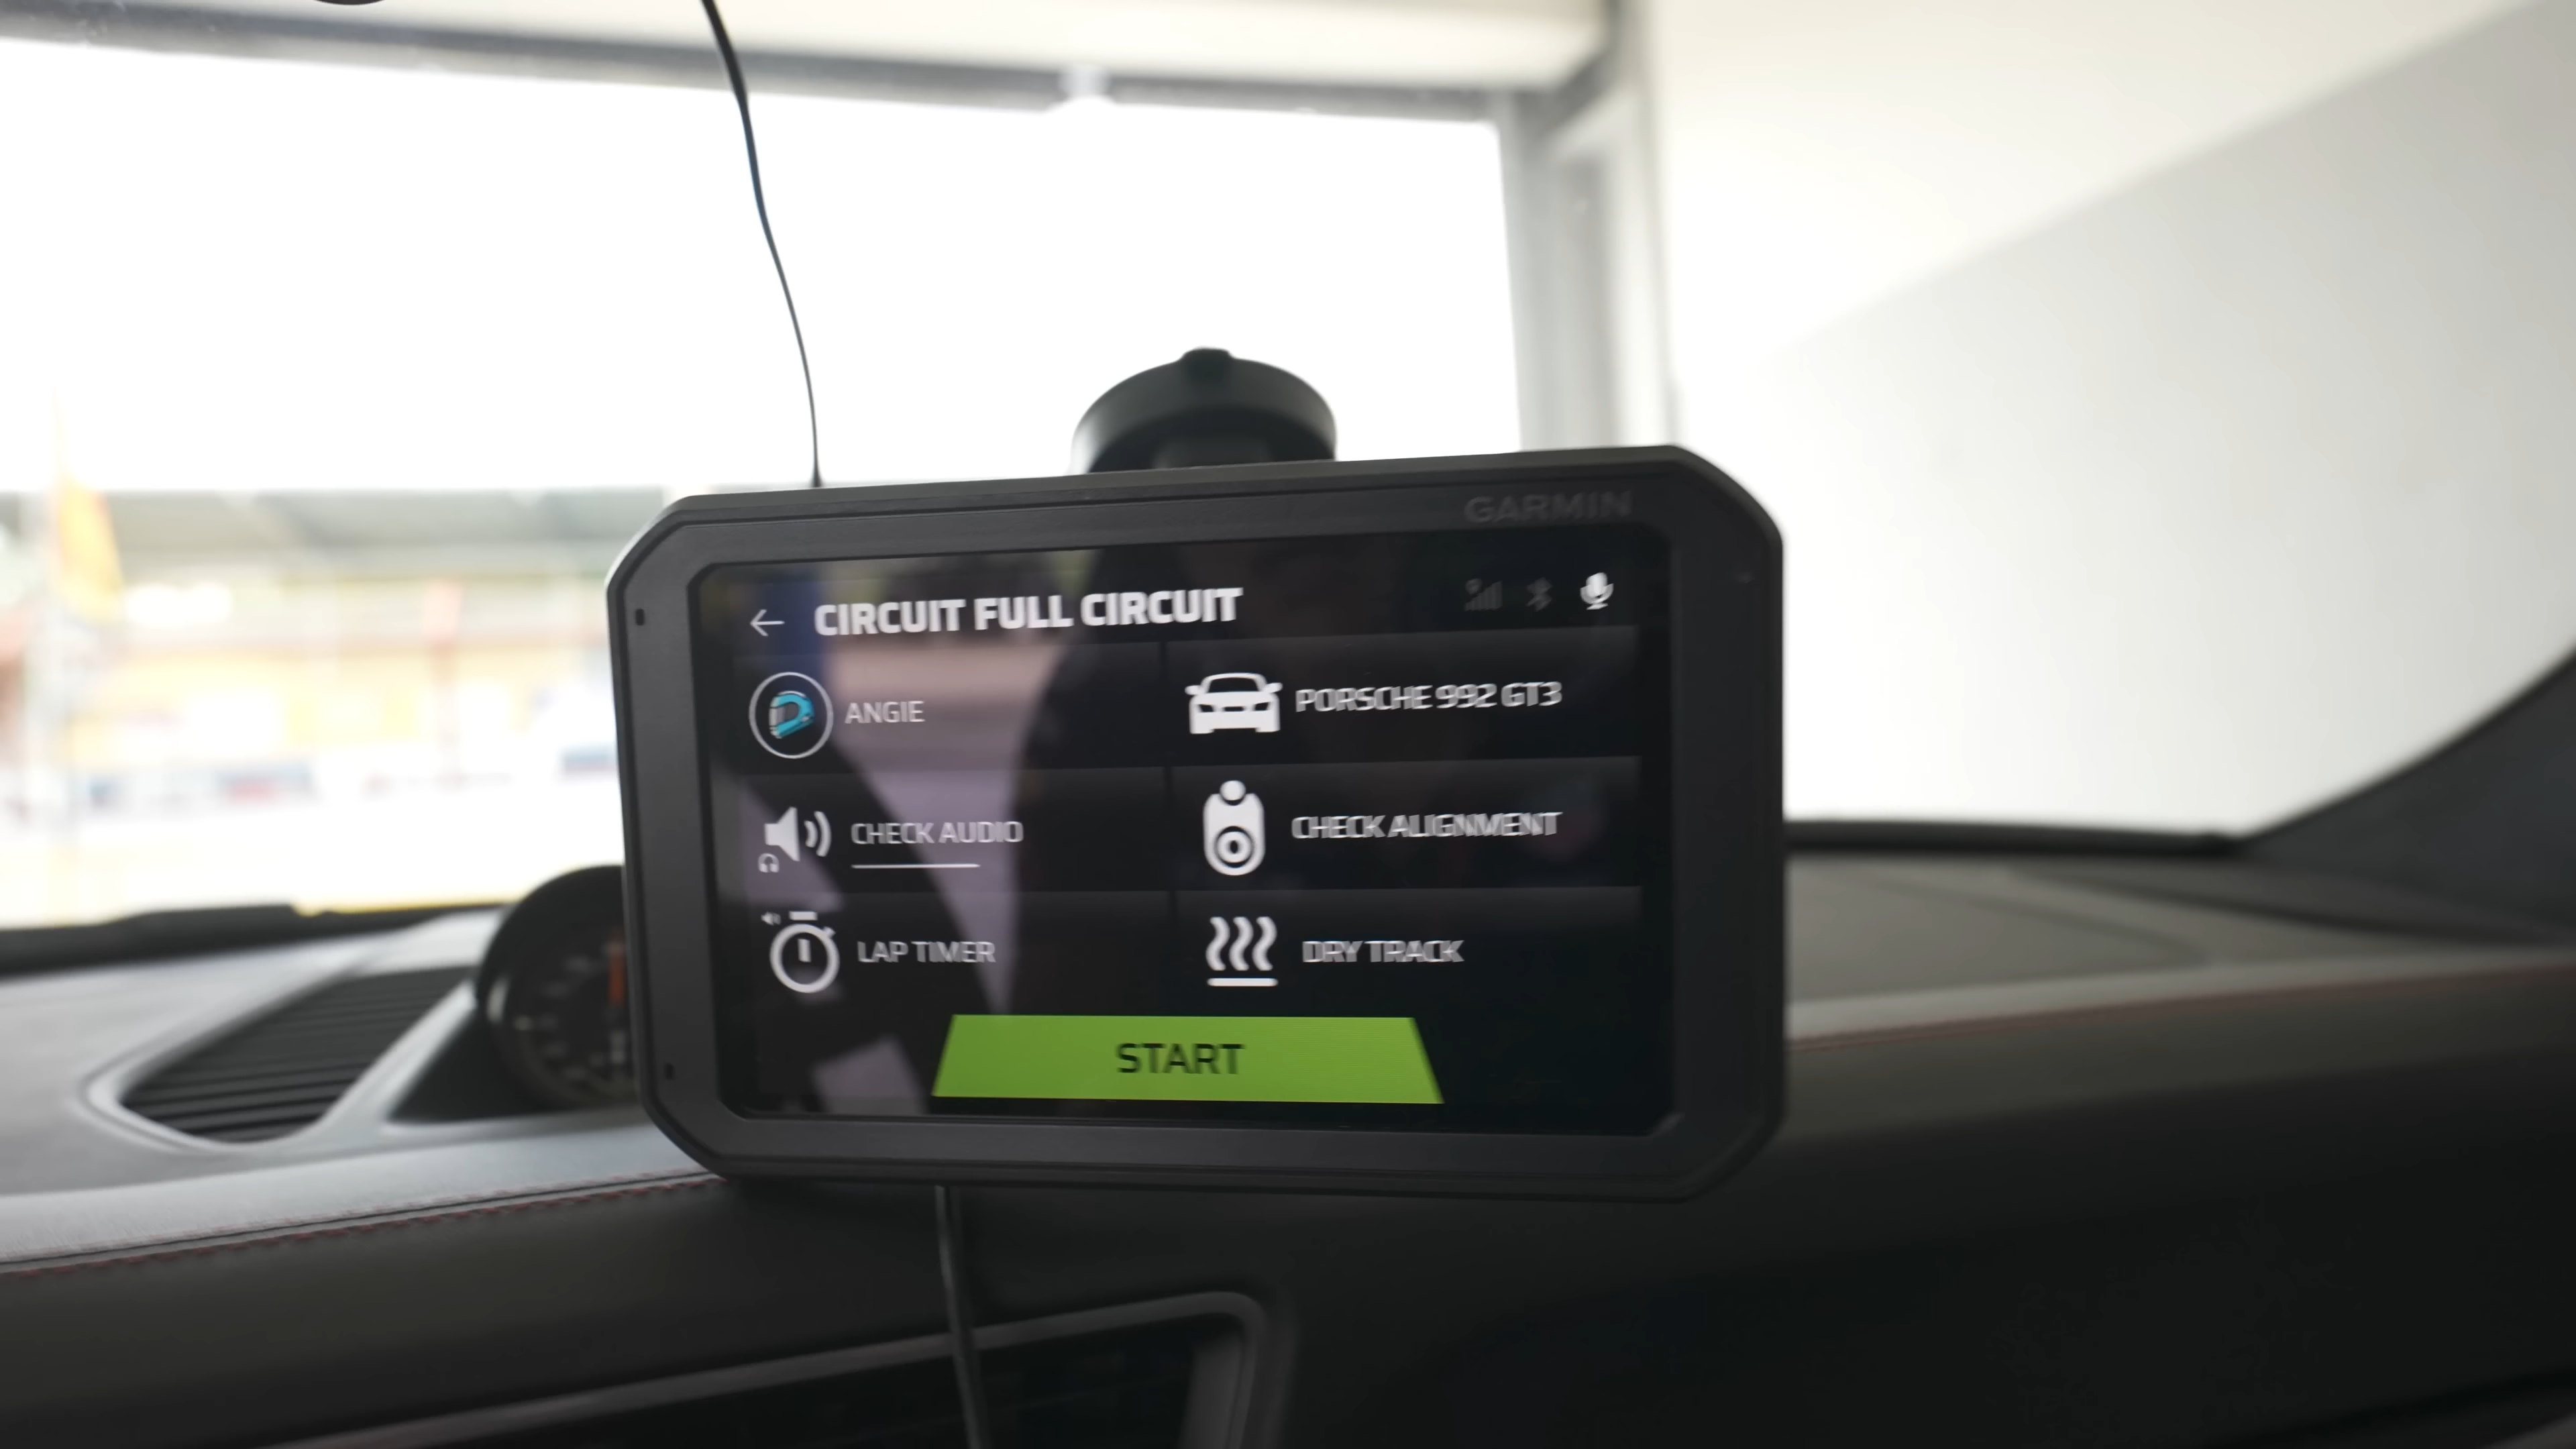 GARMIN
CIRCUIT FULL CIRCUIT
ANGIE
PORSCHE 992 GT3
CHECK AUDIO
CHECK ALIGNMENT
LAP TIMER
DRY TRACK
START